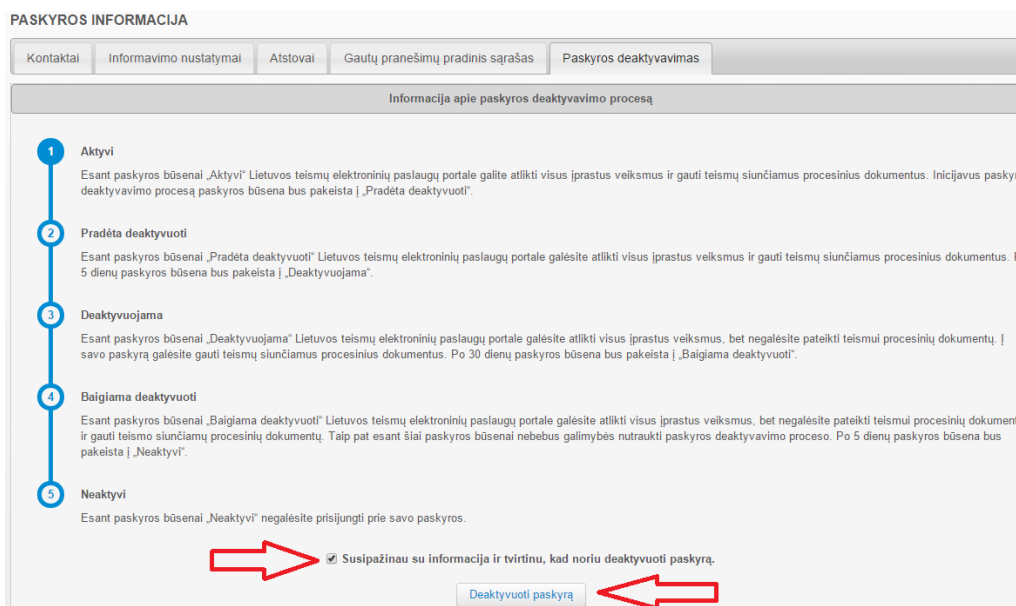 PASKYROS INFORMACIJA
Kontaktai Informavimo nustatymai Atstovai Gautų pranešimų pradinis sąrašas Paskyros deaktyvavimas
Informacija apie paskyros deaktyvavimo procesą
1 Aktyvi
Esant paskyros būsenai „Aktyvi“ Lietuvos teismų elektroninių paslaugų portale galite atlikti visus įprastus veiksmus ir gauti teismų siunčiamus procesinius dokumentus. Inicijavus
deaktyvavimo procesą paskyros būsena bus pakeista į „Pradėta deaktyvuoti“.
2 Pradėta deaktyvuoti
Esant paskyros būsenai „Pradėta deaktyvuoti“ Lietuvos teismų elektroninių paslaugų portale galėsite atlikti visus įprastus veiksmus ir gauti teismų siunčiamus procesinius dokumentus.
5 dienų paskyros būsena bus pakeista į „Deaktyvuojama“.
3 Deaktyvuojama
Esant paskyros būsenai „Deaktyvuojama“ Lietuvos teismų elektroninių paslaugų portale galėsite atlikti visus įprastus veiksmus, bet negalėsite pateikti teismui procesinių dokumentų. Į
savo paskyrą galėsite gauti teismų siunčiamus procesinius dokumentus. Po 30 dienų paskyros būsena bus pakeista į „Baigiama deaktyvuoti“.
4 Baigiama deaktyvuoti
Esant paskyros būsenai „Baigiama deaktyvuoti“ Lietuvos teismų elektroninių paslaugų portale galėsite atlikti visus įprastus veiksmus, bet negalėsite pateikti teismui procesinių
ir gauti teismo siunčiamų procesinių dokumentų. Taip pat esant šiai paskyros būsenai nebebus galimybės nutraukti paskyros deaktyvavimo proceso. Po 5 dienų paskyros būsena bus
pakeista į „Neaktyvi“.
5 Neaktyvi
Esant paskyros būsenai „Neaktyvi“ negalėsite prisijungti prie savo paskyros.
Susipažinau su informacija ir tvirtinu, kad noriu deaktyvuoti paskyrą.
Deaktyvuoti paskyrą